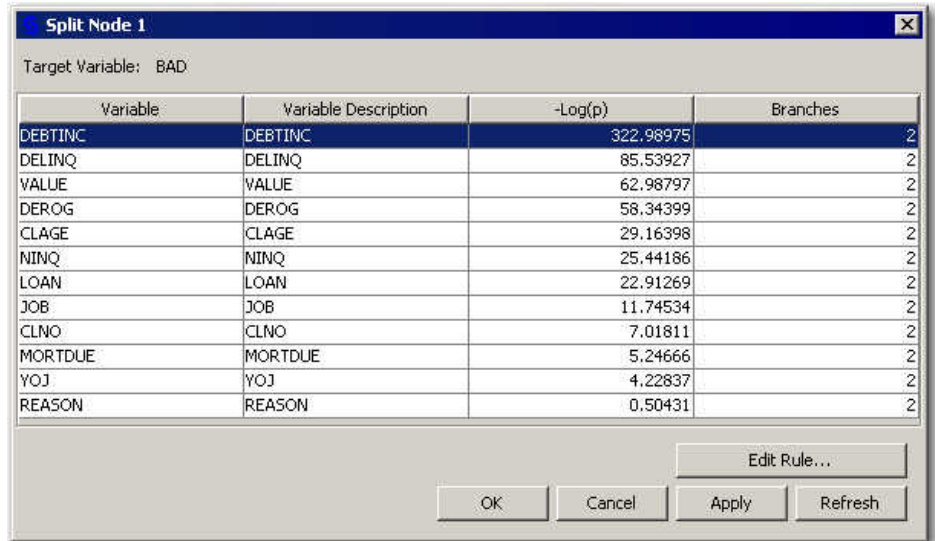 Split Node 1
Target Variable: BAD
Variable Variable Description -Log(p) Branches
DEBTINC DEBTINC 322.98975 2
DELINQ DELINQ 85.53927 2
VALUE VALUE 62.98797 2
DEROG DEROG 58.34399 2
CLAGE CLAGE 29.16398 2
NINQ NINQ 25.44186 2
LOAN LOAN 22.91269 2
JOB JOB 11.74534 2
CLNO CLNO 7.01811 2
MORTDUE MORTDUE 5.24666 2
YOJ YOJ 4.22837 2
REASON REASON 0.50431 2
Edit Rule...
OK Cancel Apply Refresh